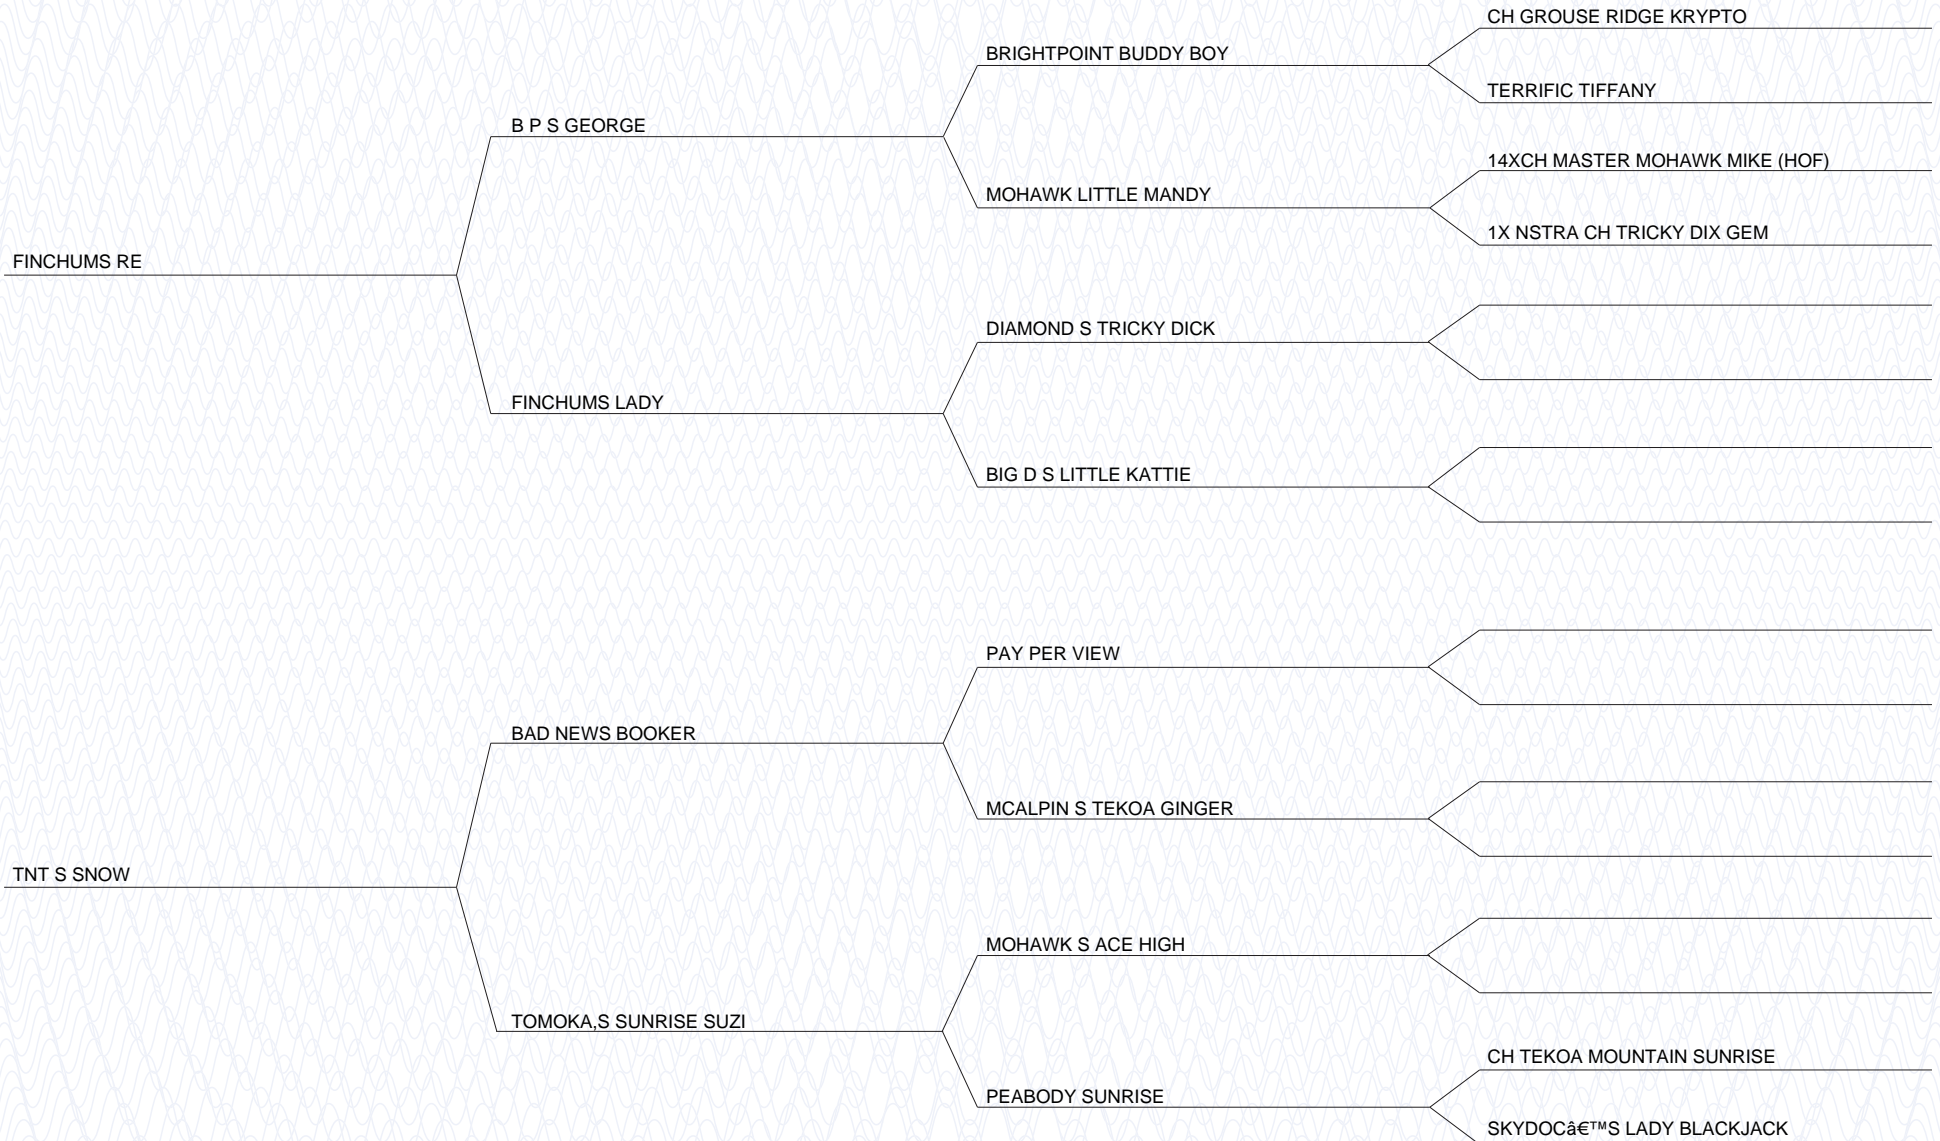 CH GROUSE RIDGE KRYPTO
BRIGHTPOINT BUDDY BOY
TERRIFIC TIFFANY
B P S GEORGE
14XCH MASTER MOHAWK MIKE (HOF)
MOHAWK LITTLE MANDY
1X NSTRA CH TRICKY DIX GEM
FINCHUMS RE
DIAMOND S TRICKY DICK
FINCHUMS LADY
BIG D S LITTLE KATTIE
PAY PER VIEW
BAD NEWS BOOKER
MCALPIN S TEKOA GINGER
TNT S SNOW
MOHAWK S ACE HIGH
TOMOKA,S SUNRISE SUZI
CH TEKOA MOUNTAIN SUNRISE
PEABODY SUNRISE
SKYDOCâ€™S LADY BLACKJACK